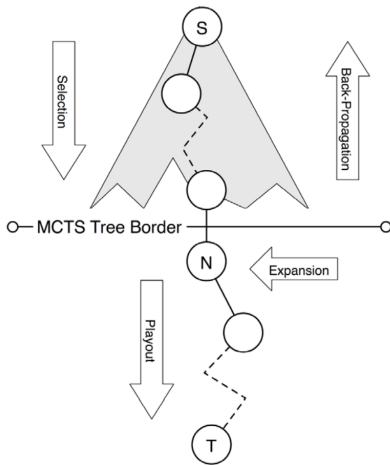 S
Selection
Back-Propagation
MCTS Tree Border
N
Expansion
Playout
T